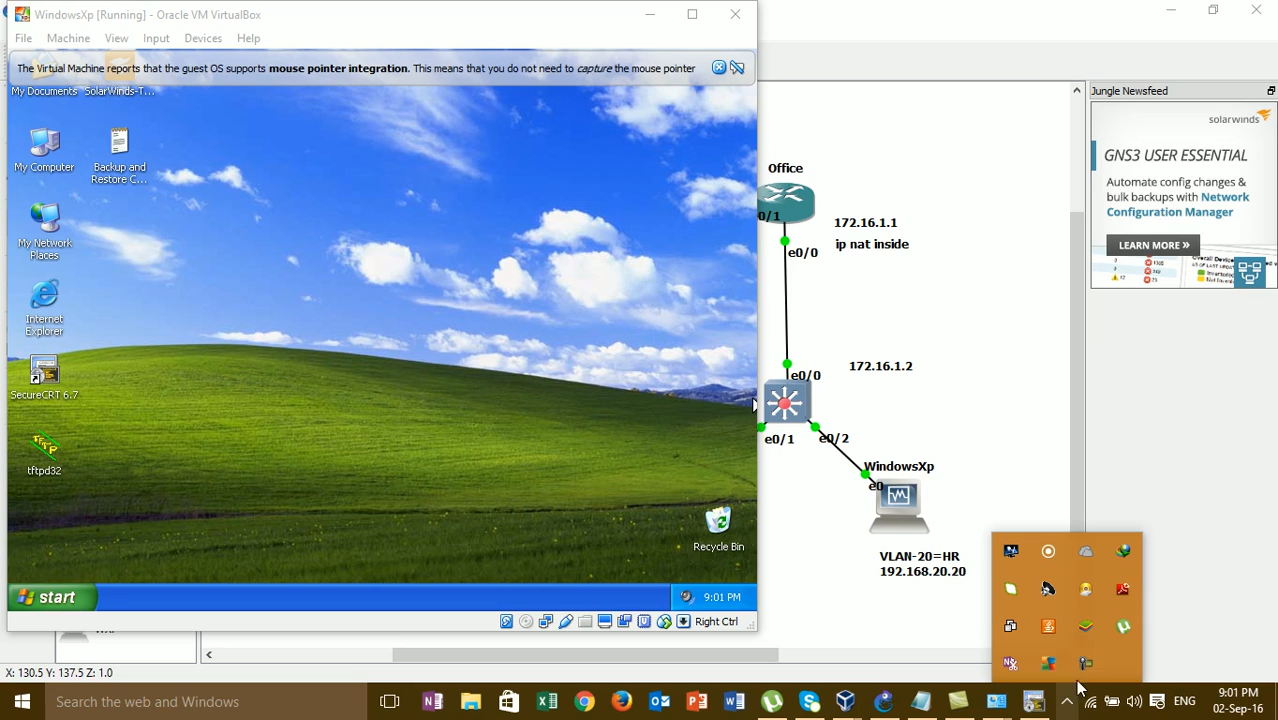 WindowsXp [Running] - Oracle VM VirtualBox
File Machine View Input Devices Help
The Virtual Machine reports that the guest OS supports mouse pointer integration. This means that you do not need to capture the mouse pointer
My Documents
SolarWinds-T...
My Computer
Backup and
Restore C...
My Network
Places
Internet
Explorer
SecureCRT 6.7
TFTP
tftpd32
Recycle Bin
start
9:01 PM
Right Ctrl
Office
0/1
172.16.1.1
ip nat inside
e0/0
172.16.1.2
e0/0
e0/1
e0/2
WindowsXp
e0
VLAN-20=HR
192.168.20.20
Jungle Newsfeed
solarwinds
GNS3 USER ESSENTIAL
Automate config changes &
bulk backups with Network
Configuration Manager
LEARN MORE »
X: 130.5 Y: 137.5 Z: 1.0
Search the web and Windows
ENG
9:01 PM
02-Sep-16